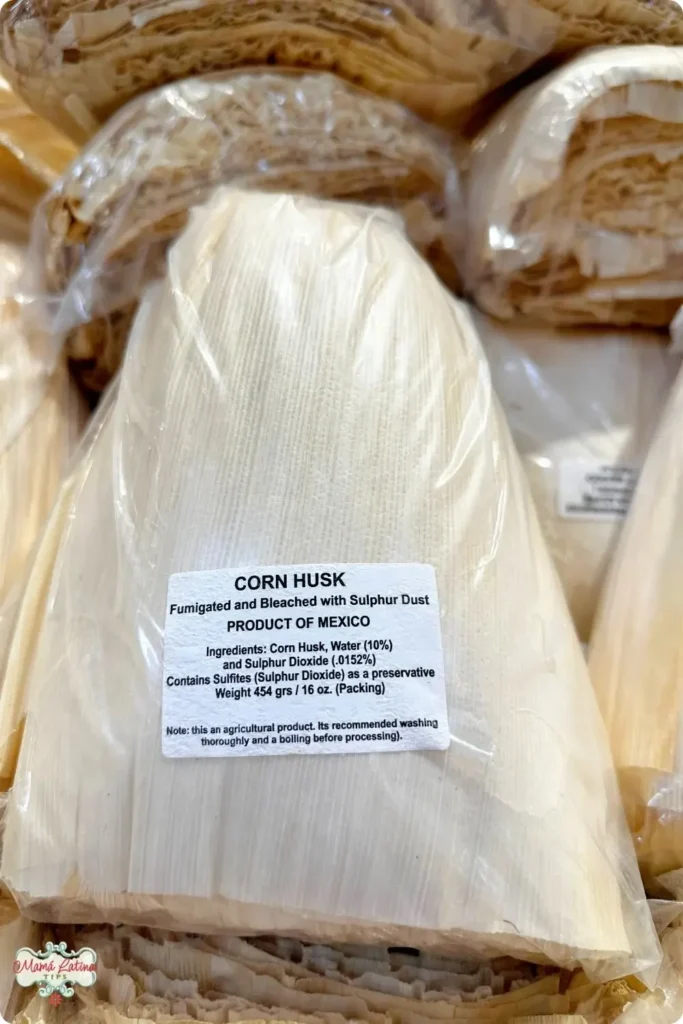 CORN HUSK
Fumigated and Bleached with Sulphur Dust
PRODUCT OF MEXICO
Ingredients: Corn Husk, Water (10%)
and Sulphur Dioxide (.0152%)
Contains Sulfites (Sulphur Dioxide) as a preservative
Weight 454 grs / 16 oz. (Packing)
Note: this an agricultural product. Its recommended washing
thoroughly and a boiling before processing).
Mamá Latina
TIPS